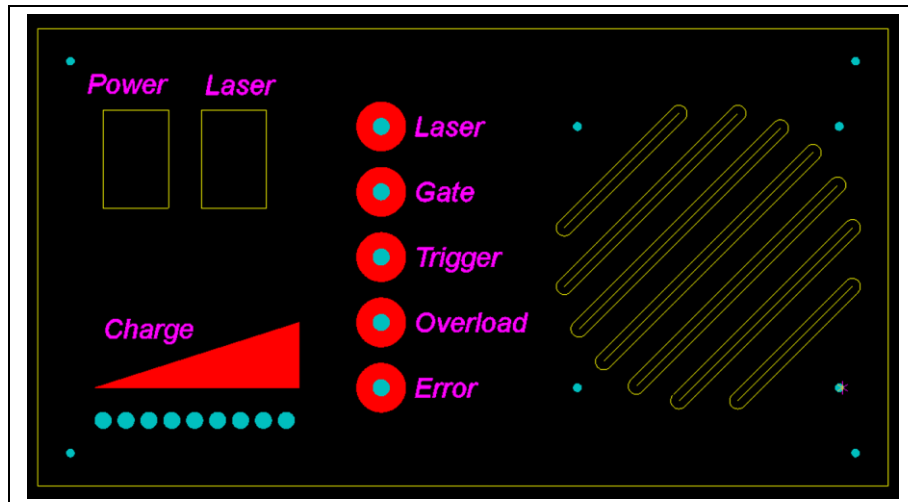 Power
Laser
Laser
Gate
Trigger
Overload
Error
Charge